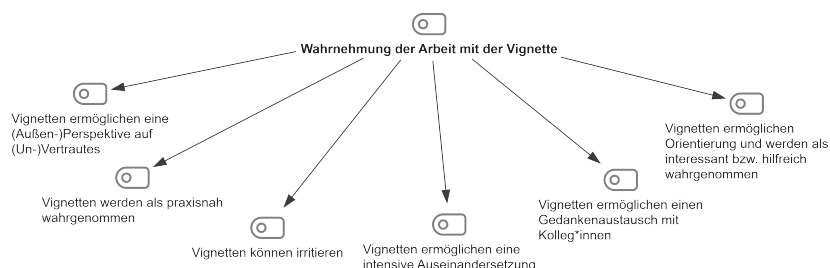 Wahrnehmung der Arbeit mit der Vignette
Vignetten ermöglichen eine
(Außen-)Perspektive auf
(Un-)Vertrautes
Vignetten werden als praxisnah
wahrgenommen
Vignetten können irritieren
Vignetten ermöglichen eine
intensive Auseinandersetzung
Vignetten ermöglichen einen
Gedankenaustausch mit
Kolleg*innen
Vignetten ermöglichen
Orientierung und werden als
interessant bzw. hilfreich
wahrgenommen